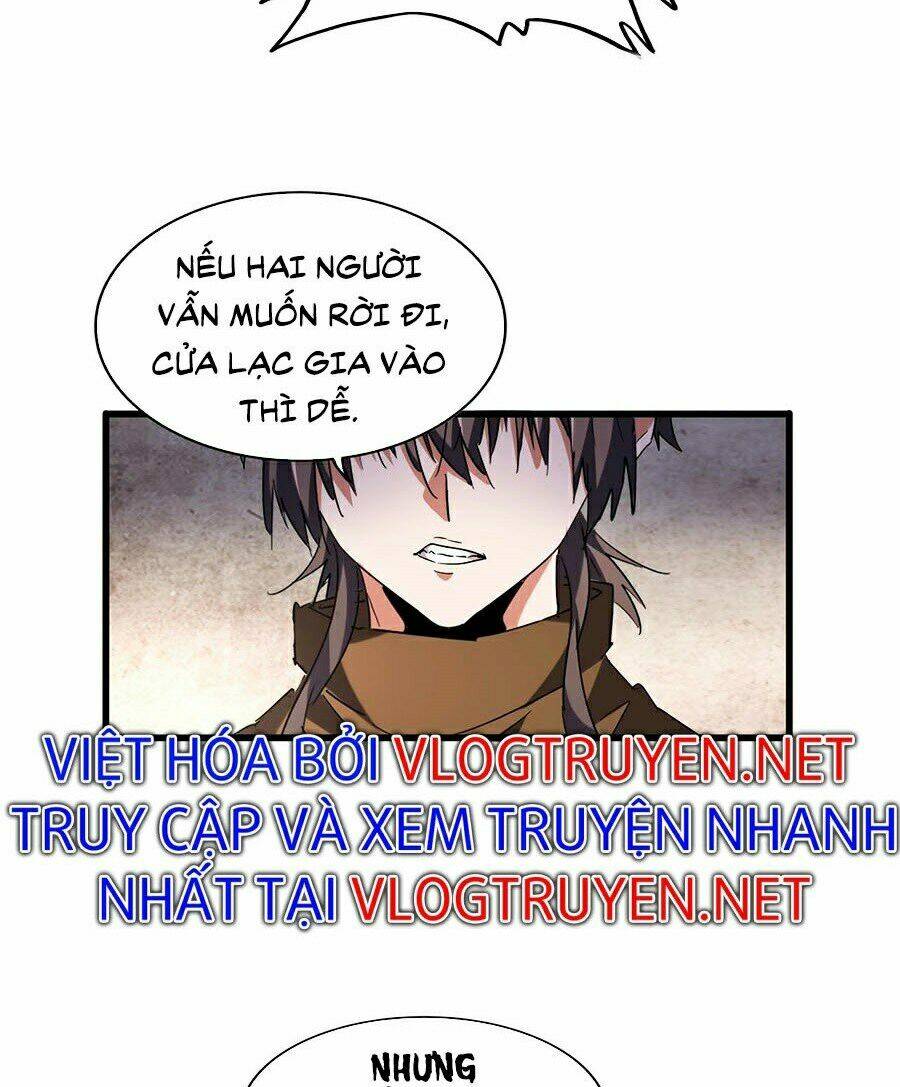 NẾU HAI NGƯỜI
VẪN MUỐN RỜI ĐI,
CỬA LẠC GIA VÀO
THÌ DỄ.
VIỆT HÓA BỞI VLOGTRUYEN.NET
TRUY CẬP VÀ XEM TRUYỆN NHANH
NHẤT TẠI VLOGTRUYEN.NET
NHƯNG